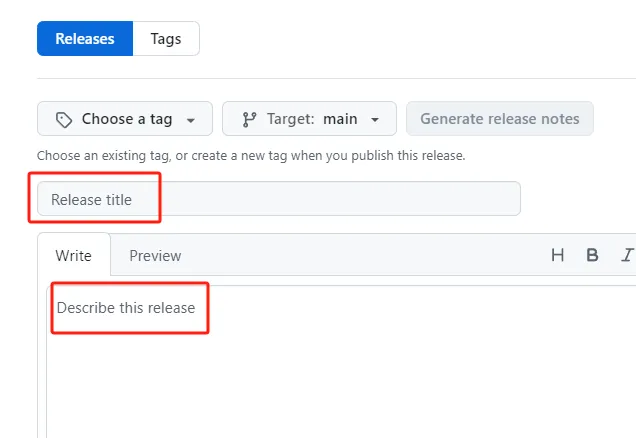 Releases Tags
Choose a tag Target: main Generate release notes
Choose an existing tag, or create a new tag when you publish this release.
Release title
Write Preview H B I
Describe this release